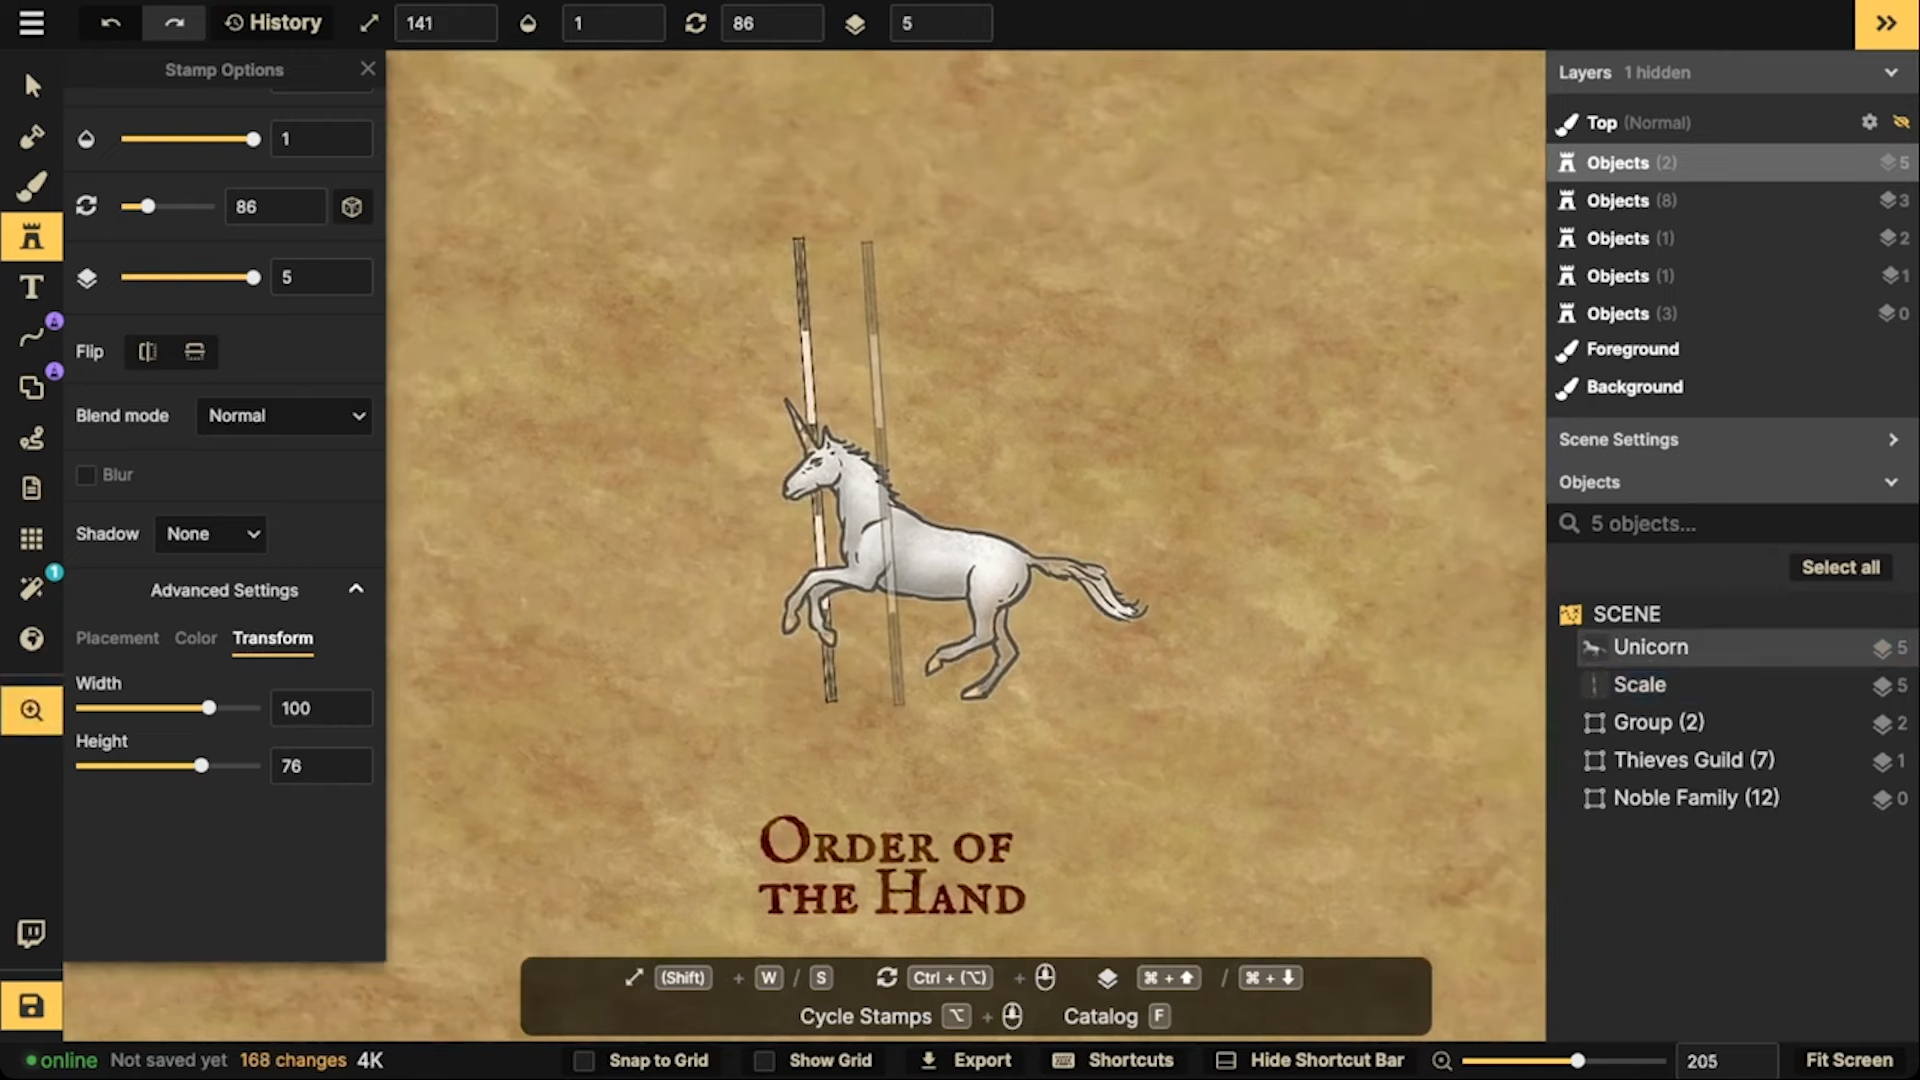 History
141
1
86
5
Stamp Options
1
86
5
Flip
Blend mode
Normal
Blur
Shadow
None
Advanced Settings
Placement
Color
Transform
Width
100
Height
76
T
1
ORDER OF
THE HAND
(Shift) + W / S
Ctrl + (⌥) +
⌘ + ⬆ / ⌘ + ⬇
Cycle Stamps ⌥ +
Catalog F
Layers 1 hidden
Top (Normal)
Objects (2) 5
Objects (8) 3
Objects (1) 2
Objects (1) 1
Objects (3) 0
Foreground
Background
Scene Settings
Objects
5 objects...
Select all
SCENE
Unicorn 5
Scale 5
Group (2) 2
Thieves Guild (7) 1
Noble Family (12) 0
online Not saved yet 168 changes 4K
Snap to Grid
Show Grid
Export
Shortcuts
Hide Shortcut Bar
205
Fit Screen